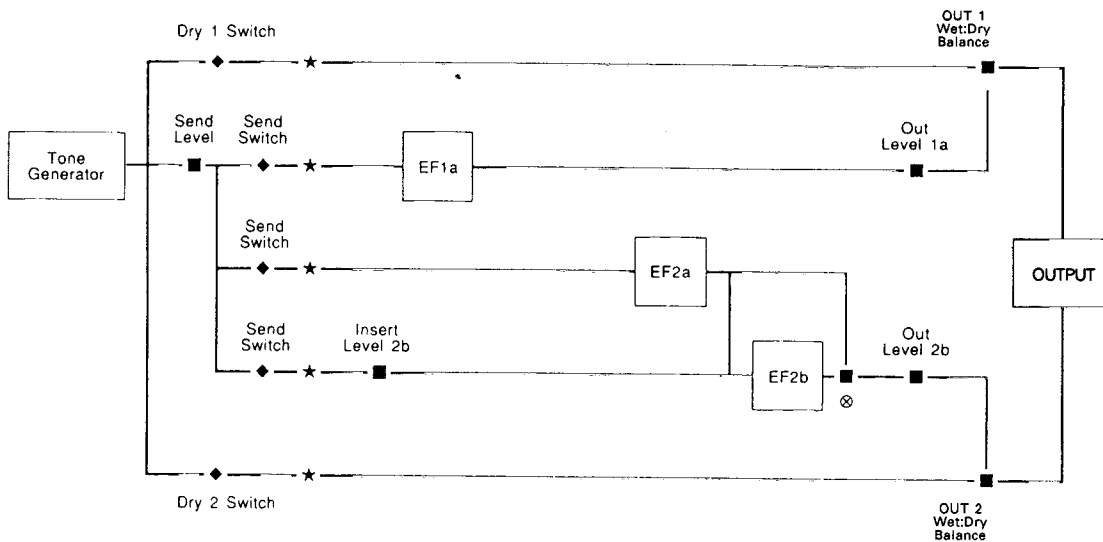 OUT 1
Wet:Dry
Balance
Dry 1 Switch
Tone
Generator
Send
Level
Send
Switch
EF1a
Out
Level 1a
Send
Switch
EF2a
OUTPUT
Send
Switch
Insert
Level 2b
EF2b
Out
Level 2b
Dry 2 Switch
OUT 2
Wet:Dry
Balance